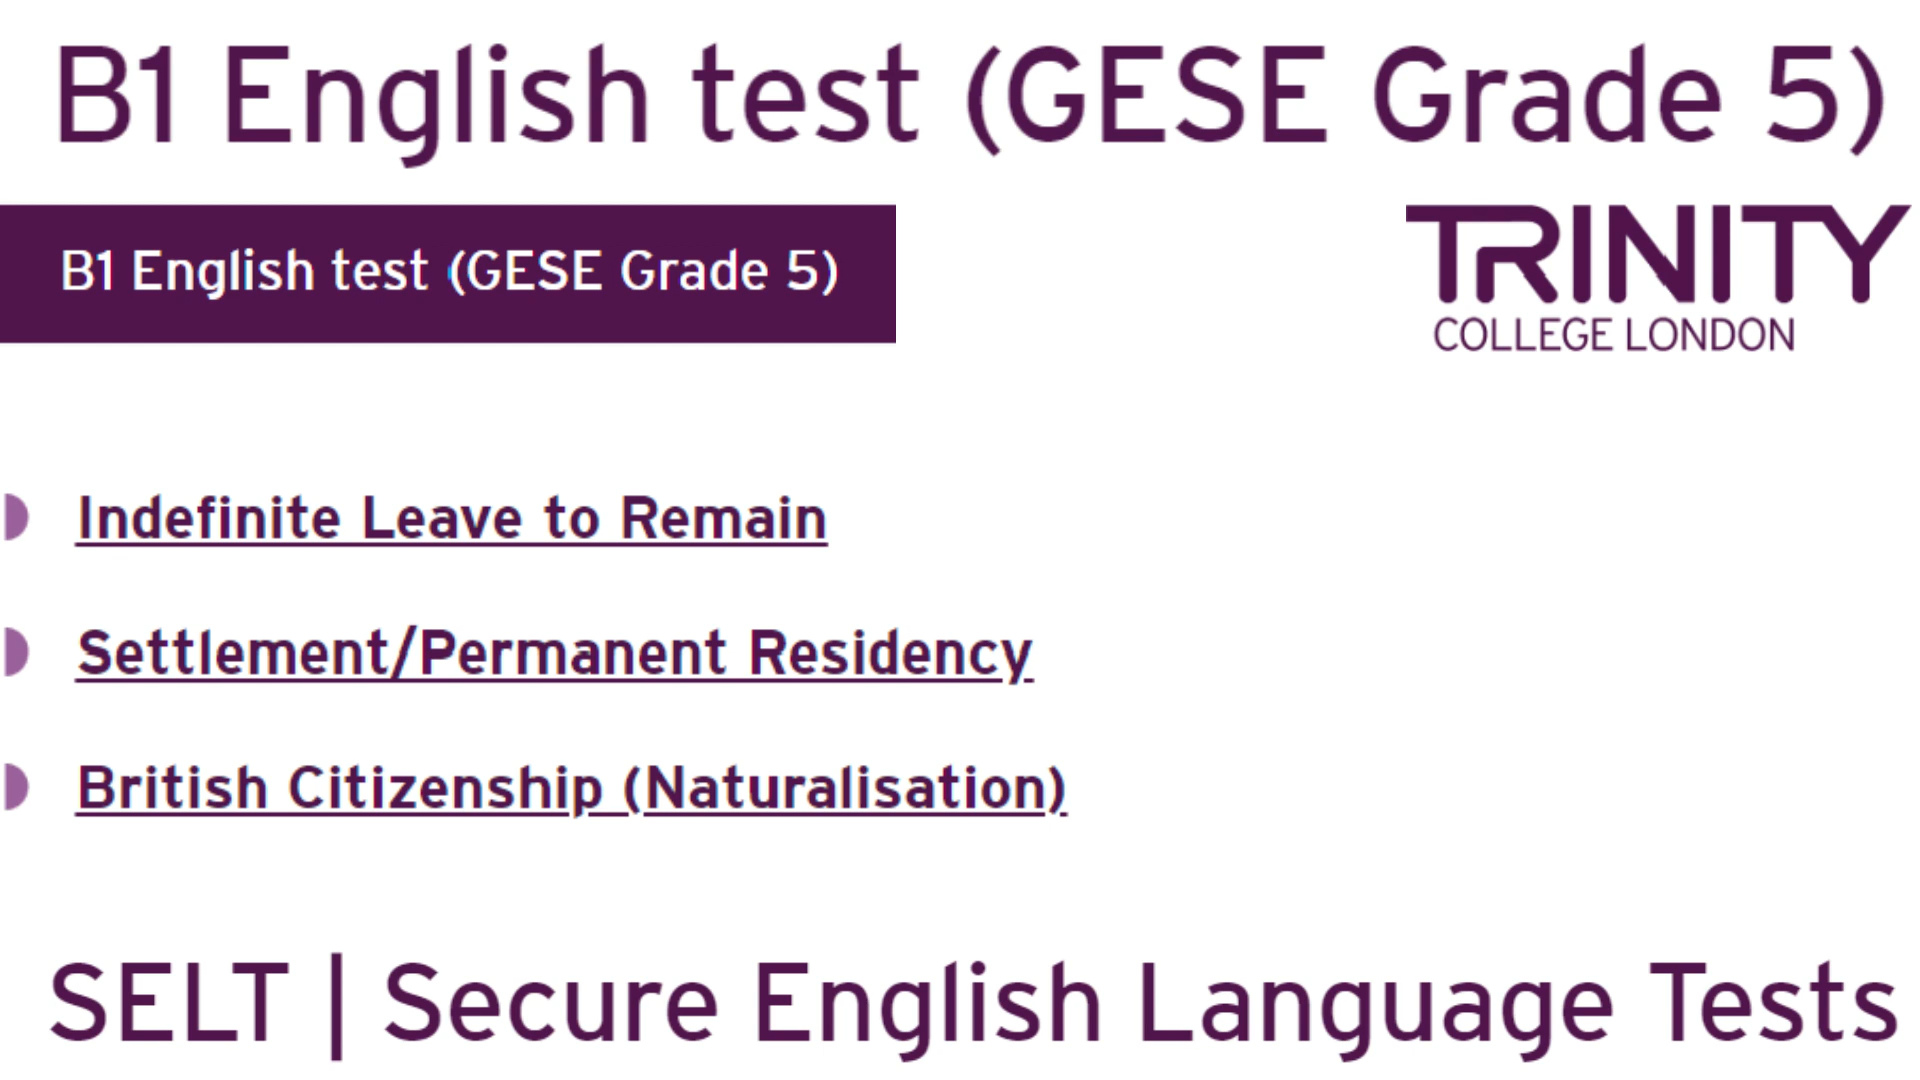 B1 English test (GESE Grade 5)
B1 English test (GESE Grade 5)
TRINITY
COLLEGE LONDON
Indefinite Leave to Remain
Settlement/Permanent Residency
British Citizenship (Naturalisation)
SELT | Secure English Language Tests